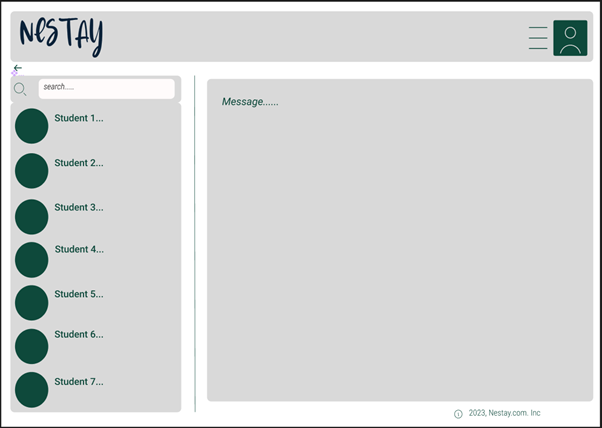 NESTAY
search.....
Message......
Student 1...
Student 2...
Student 3...
Student 4...
Student 5...
Student 6...
Student 7...
2023, Nestay.com. Inc